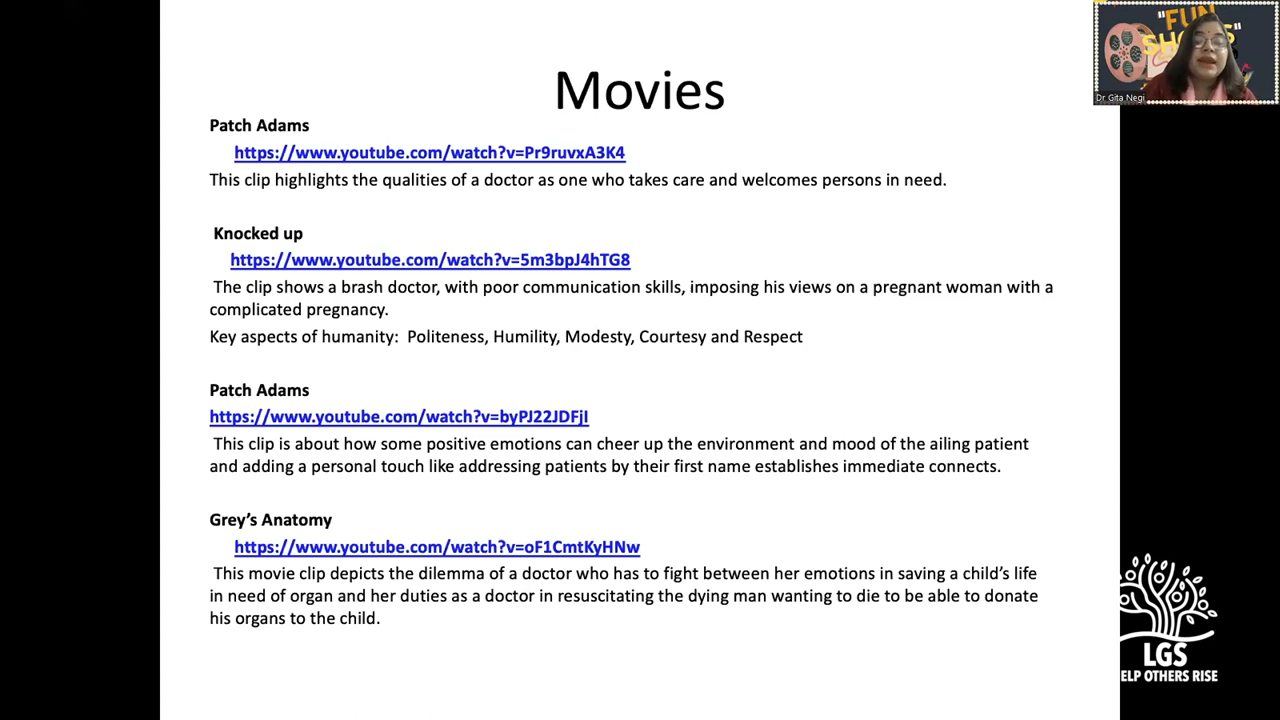 "FUN
SH
Dr Gita Negi
Movies
Patch Adams
https://www.youtube.com/watch?v=Pr9ruvxA3K4
This clip highlights the qualities of a doctor as one who takes care and welcomes persons in need.
Knocked up
https://www.youtube.com/watch?v=5m3bpJ4hTG8
The clip shows a brash doctor, with poor communication skills, imposing his views on a pregnant woman with a
complicated pregnancy.
Key aspects of humanity: Politeness, Humility, Modesty, Courtesy and Respect
Patch Adams
https://www.youtube.com/watch?v=byPJ22JDFjI
This clip is about how some positive emotions can cheer up the environment and mood of the ailing patient
and adding a personal touch like addressing patients by their first name establishes immediate connects.
Grey's Anatomy
https://www.youtube.com/watch?v=oF1CmtKyHNw
This movie clip depicts the dilemma of a doctor who has to fight between her emotions in saving a child's life
in need of organ and her duties as a doctor in resuscitating the dying man wanting to die to be able to donate
his organs to the child.
LGS
ELP OTHERS RISE